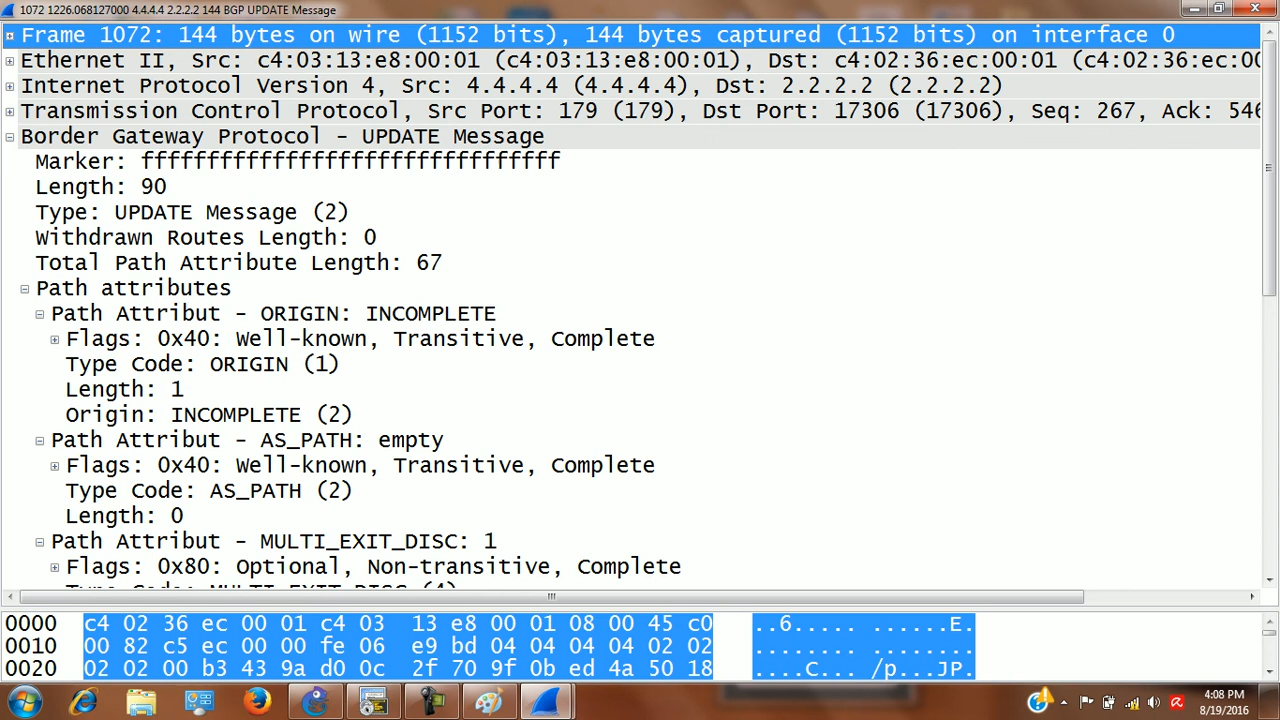 1072 1226.068127000 4.4.4.4 2.2.2.2 144 BGP UPDATE Message
Frame 1072: 144 bytes on wire (1152 bits), 144 bytes captured (1152 bits) on interface 0
Ethernet II, Src: c4:03:13:e8:00:01 (c4:03:13:e8:00:01), Dst: c4:02:36:ec:00:01 (c4:02:36:ec:00
Internet Protocol Version 4, Src: 4.4.4.4 (4.4.4.4), Dst: 2.2.2.2 (2.2.2.2)
Transmission Control Protocol, Src Port: 179 (179), Dst Port: 17306 (17306), Seq: 267, Ack: 546
Border Gateway Protocol - UPDATE Message
Marker: ffffffffffffffffffffffffffffffff
Length: 90
Type: UPDATE Message (2)
Withdrawn Routes Length: 0
Total Path Attribute Length: 67
Path attributes
Path Attribut - ORIGIN: INCOMPLETE
Flags: 0x40: Well-known, Transitive, Complete
Type Code: ORIGIN (1)
Length: 1
Origin: INCOMPLETE (2)
Path Attribut - AS_PATH: empty
Flags: 0x40: Well-known, Transitive, Complete
Type Code: AS_PATH (2)
Length: 0
Path Attribut - MULTI_EXIT_DISC: 1
Flags: 0x80: Optional, Non-transitive, Complete
Type Code: MULTI_EXIT_DISC (4)
0000 c4 02 36 ec 00 01 c4 03 13 e8 00 01 08 00 45 c0 ..6..... ......E.
0010 00 82 c5 ec 00 00 fe 06 e9 bd 04 04 04 04 02 02 ........ ........
0020 02 02 00 b3 43 9a d0 0c 2f 70 9f 0b ed 4a 50 18 ....C... /p...JP.
4:08 PM
8/19/2016